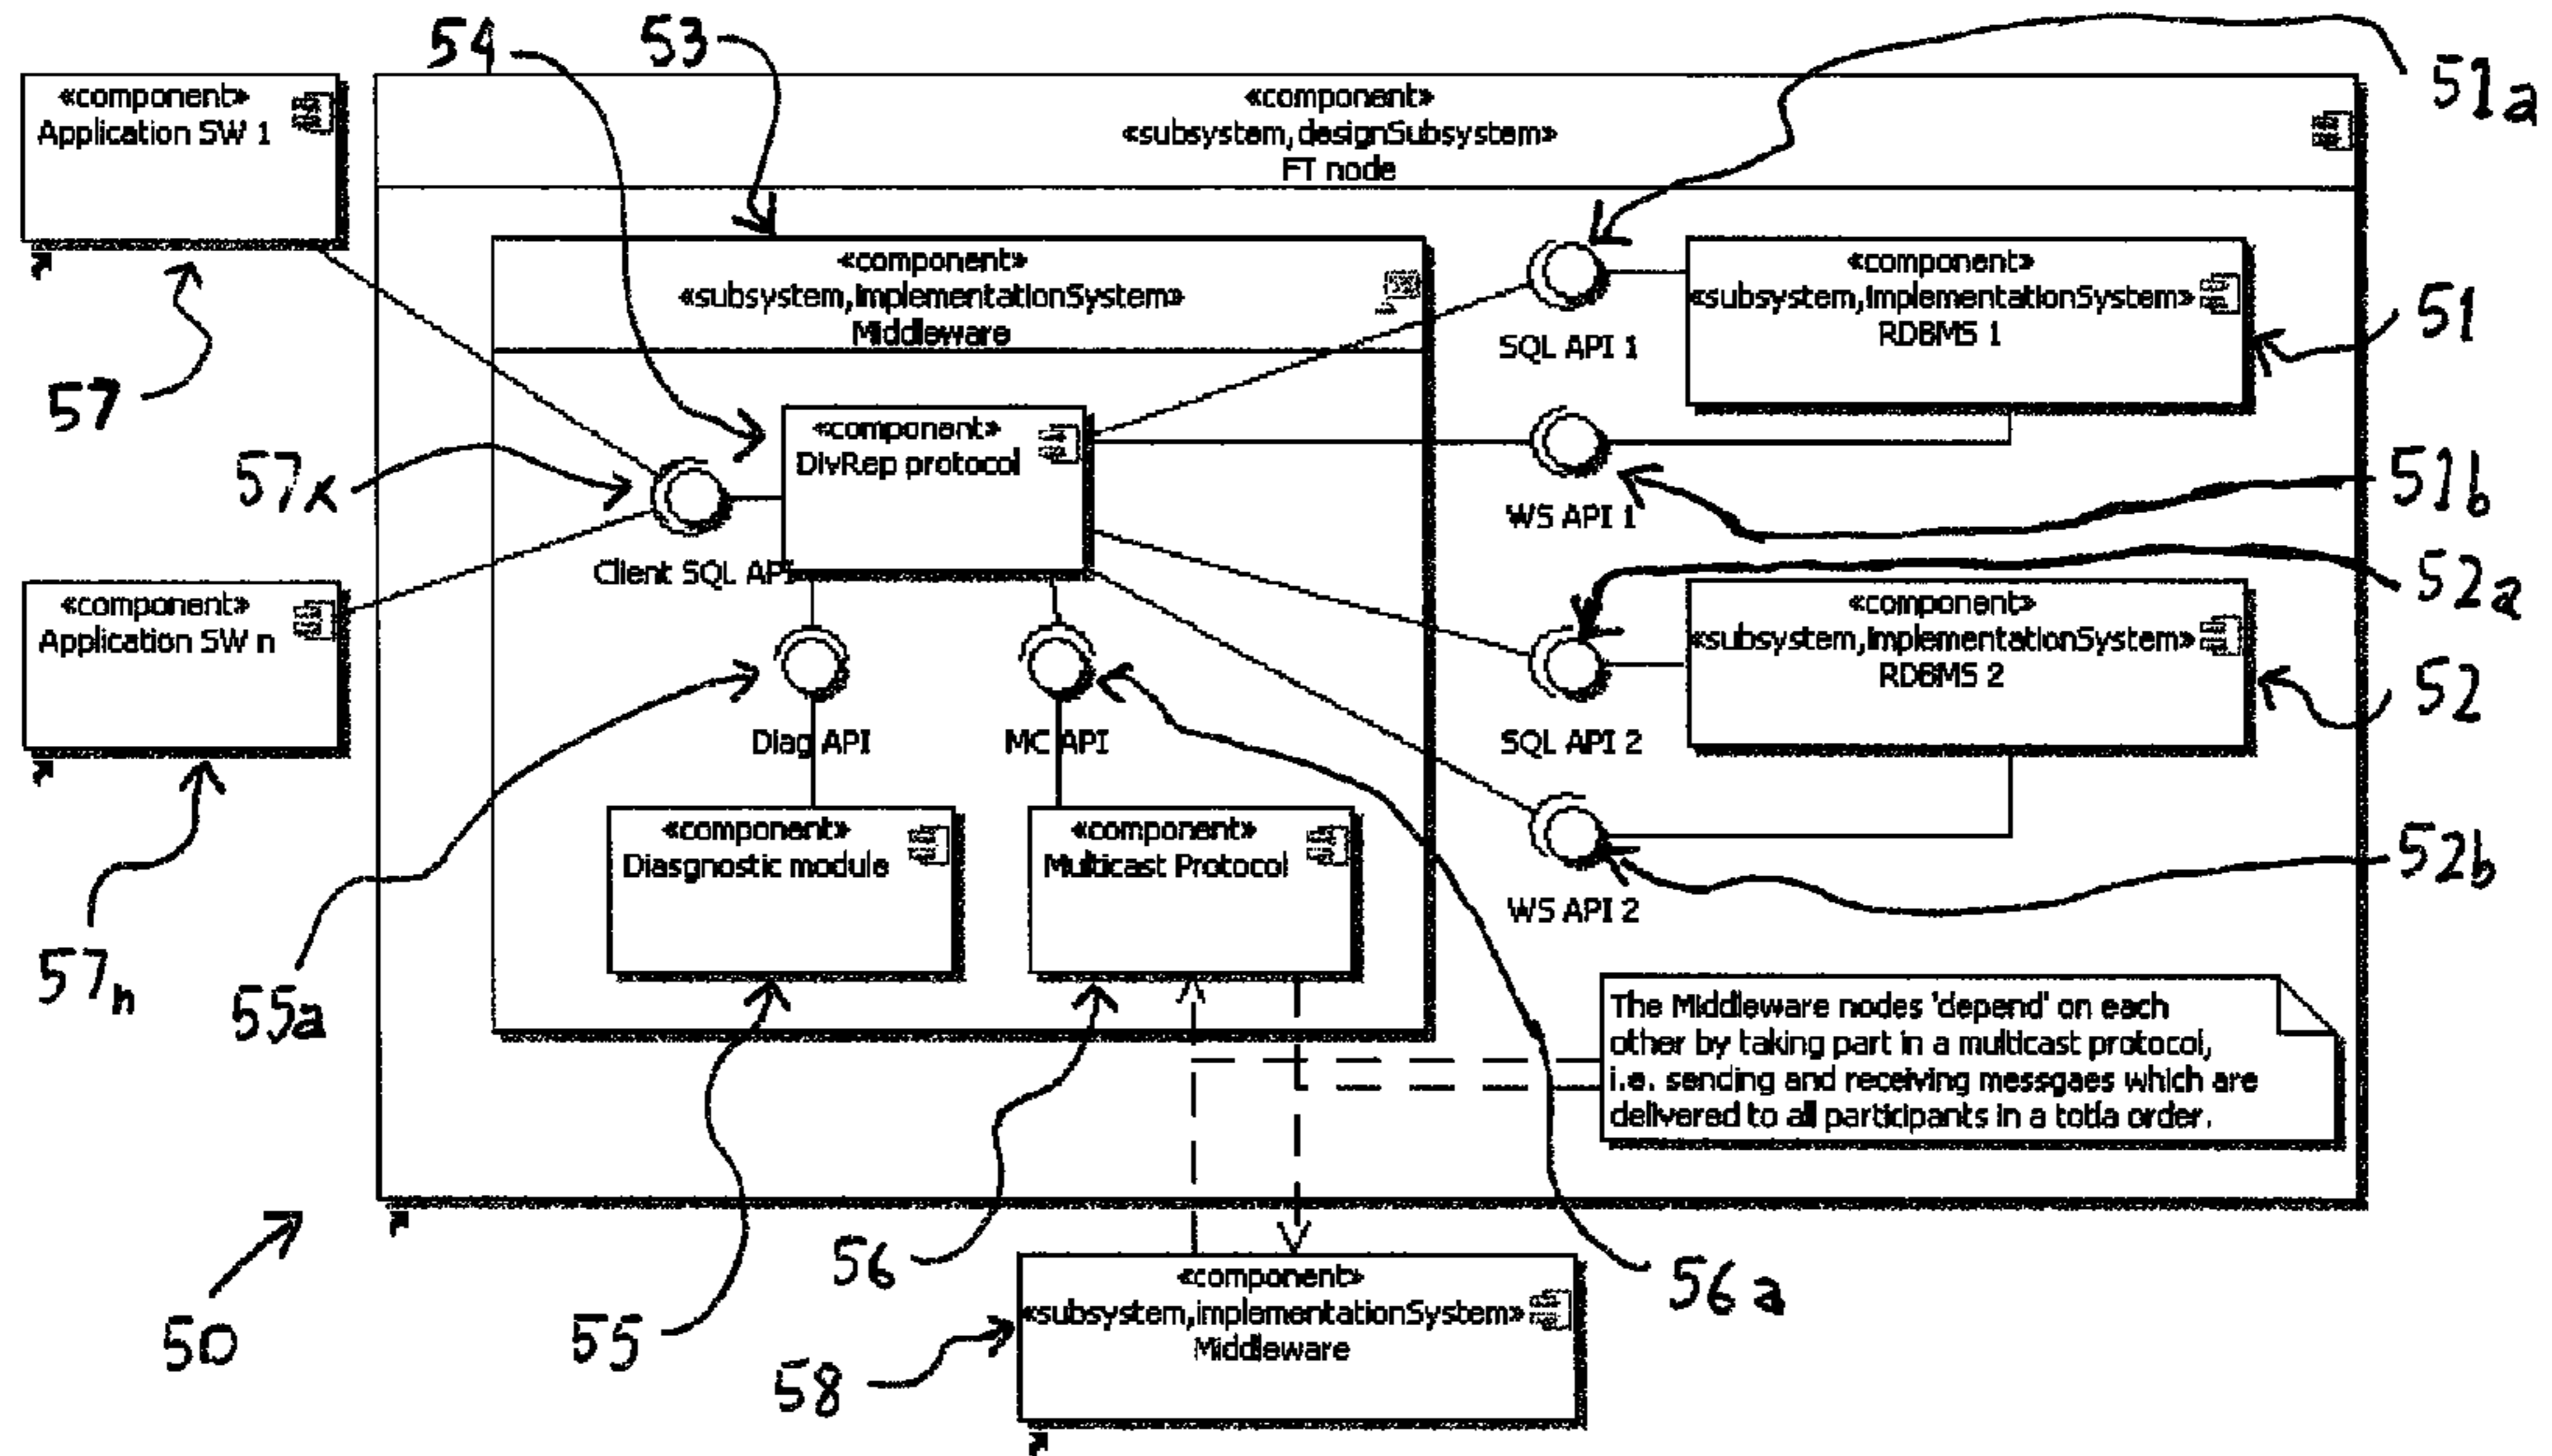 54
53
51a
«component»
Application SW 1
«component»
«subsystem,designSubsystem»
FT node
57
«component»
«subsystem,implementationSystem»
Middleware
SQL API 1
«component»
«subsystem,implementationSystem»
RDBMS 1
51
57x
«component»
DivRep protocol
Client SQL API
WS API 1
51b
«component»
Application SW n
57n
Diag API
MC API
SQL API 2
«component»
«subsystem,implementationSystem»
RDBMS 2
52a
52
«component»
Diasgnostic module
«component»
Multicast Protocol
WS API 2
52b
55a
The Middleware nodes 'depend' on each
other by taking part in a multicast protocol,
i.e. sending and receiving messgaes which are
delivered to all participants in a totla order.
50
55
56
56a
«component»
«subsystem,implementationSystem»
Middleware
58